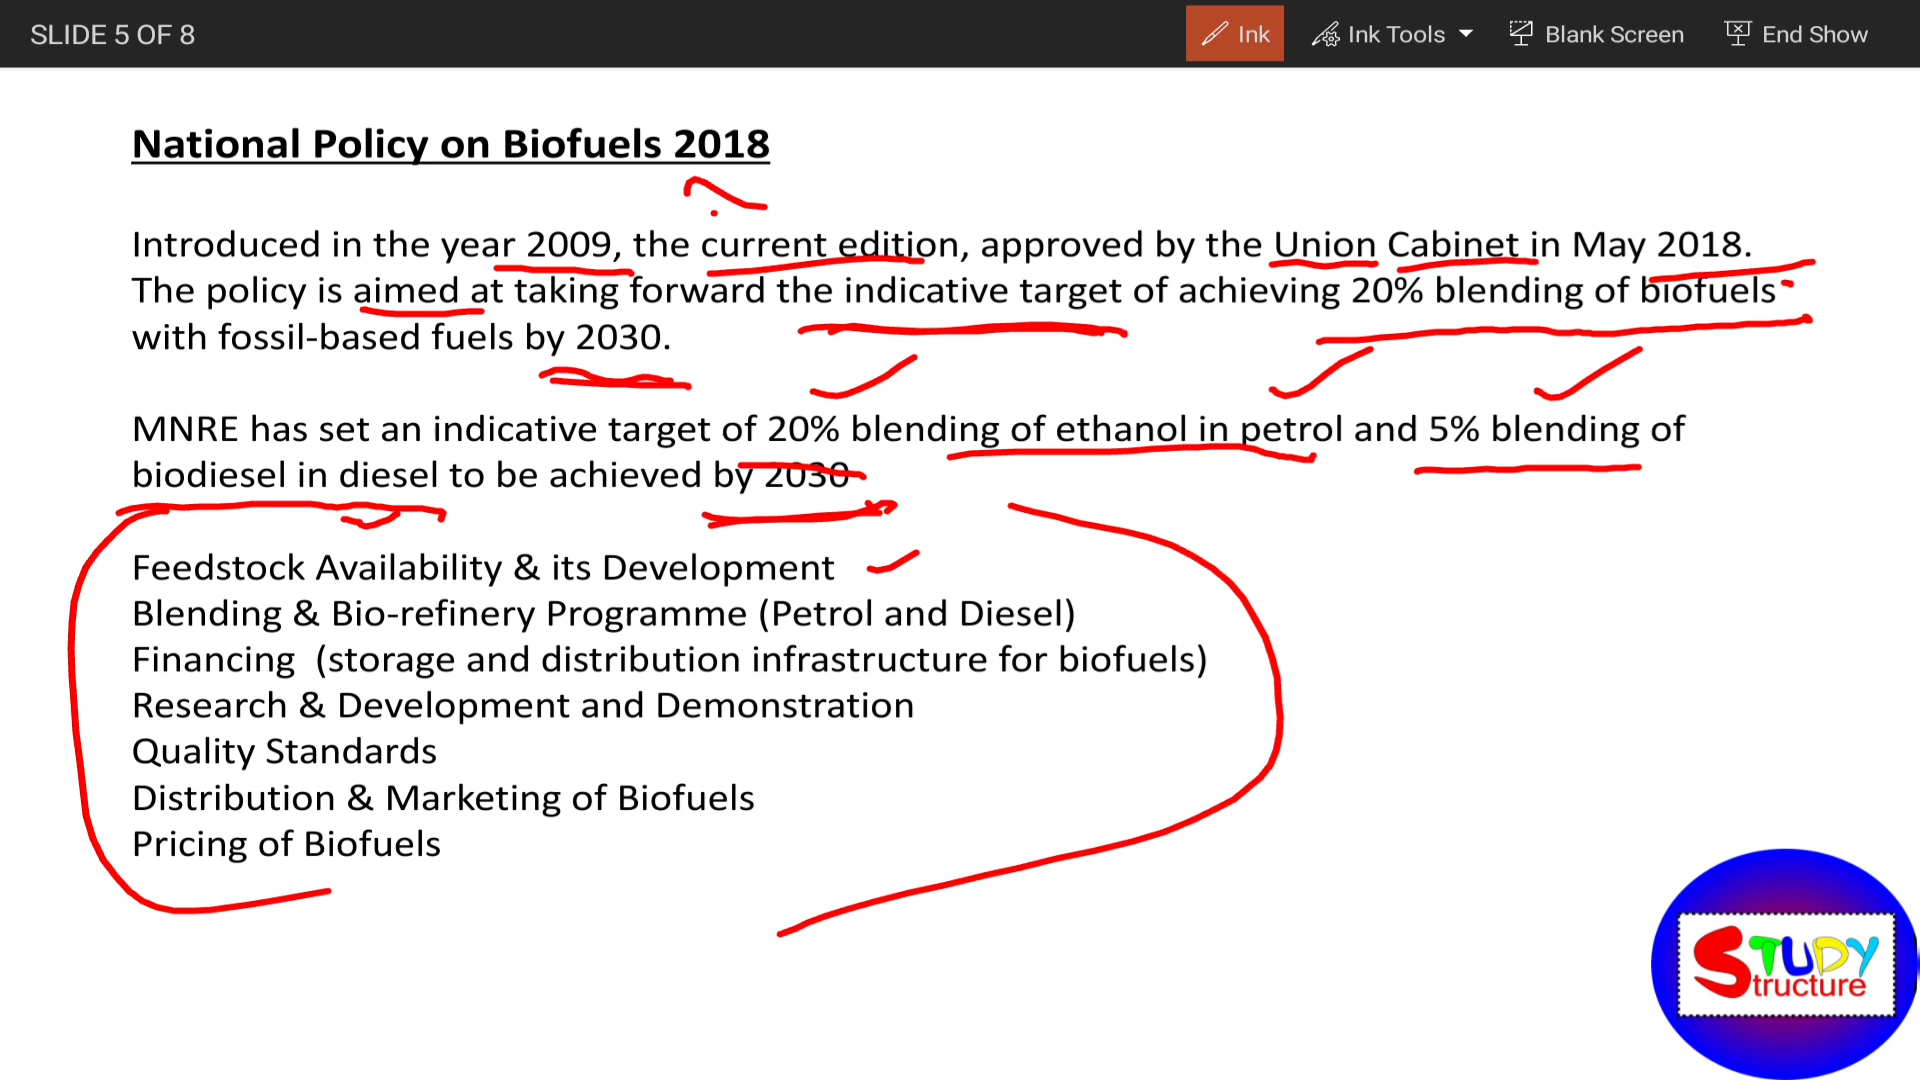 SLIDE 5 OF 8
Ink
Ink Tools
Blank Screen
End Show
National Policy on Biofuels 2018
Introduced in the year 2009, the current edition, approved by the Union Cabinet in May 2018.
The policy is aimed at taking forward the indicative target of achieving 20% blending of biofuels
with fossil-based fuels by 2030.
MNRE has set an indicative target of 20% blending of ethanol in petrol and 5% blending of
biodiesel in diesel to be achieved by 2030
Feedstock Availability & its Development
Blending & Bio-refinery Programme (Petrol and Diesel)
Financing (storage and distribution infrastructure for biofuels)
Research & Development and Demonstration
Quality Standards
Distribution & Marketing of Biofuels
Pricing of Biofuels
STUDY
Structure